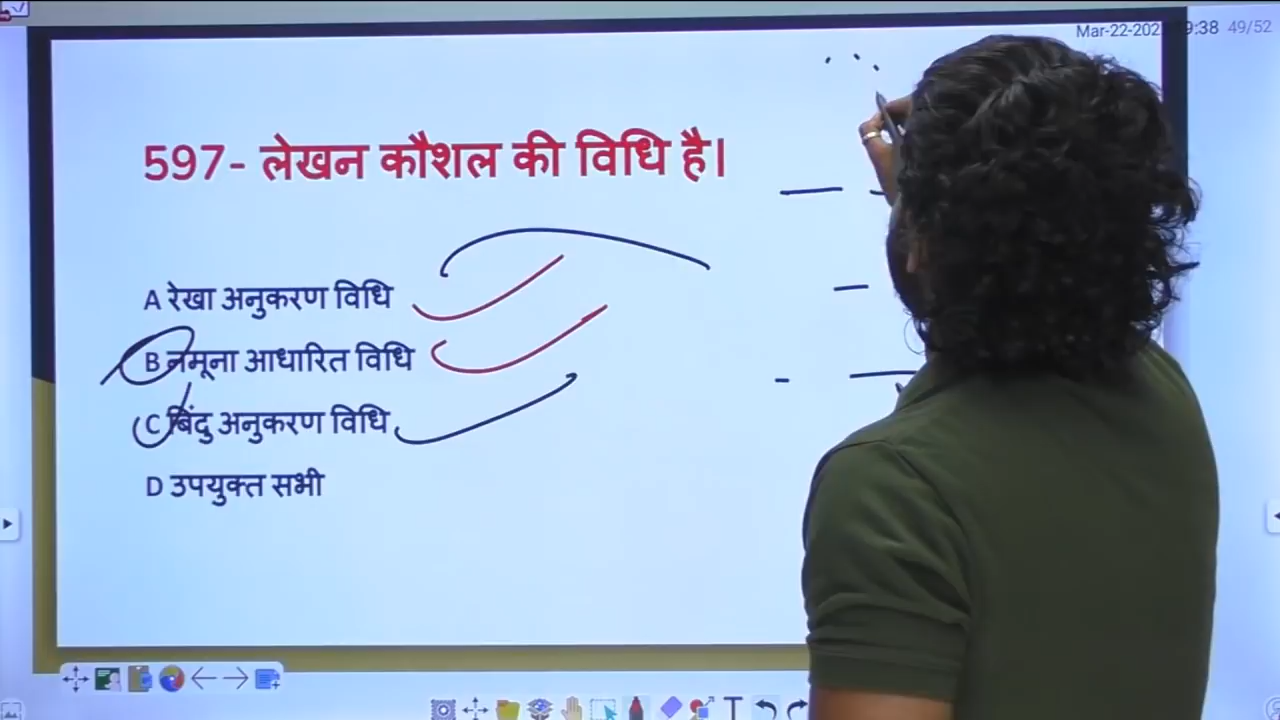 Mar-22-202 9:38 49/52
597- लेखन कौशल की विधि है।
A रेखा अनुकरण विधि
B नमूना आधारित विधि
C बिंदु अनुकरण विधि
D उपयुक्त सभी